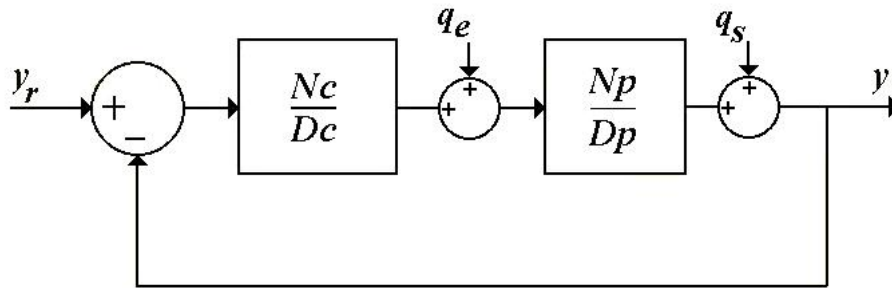 q_e
q_s
y_r
Nc
Dc
Np
Dp
y
+
−
+
+
+
+